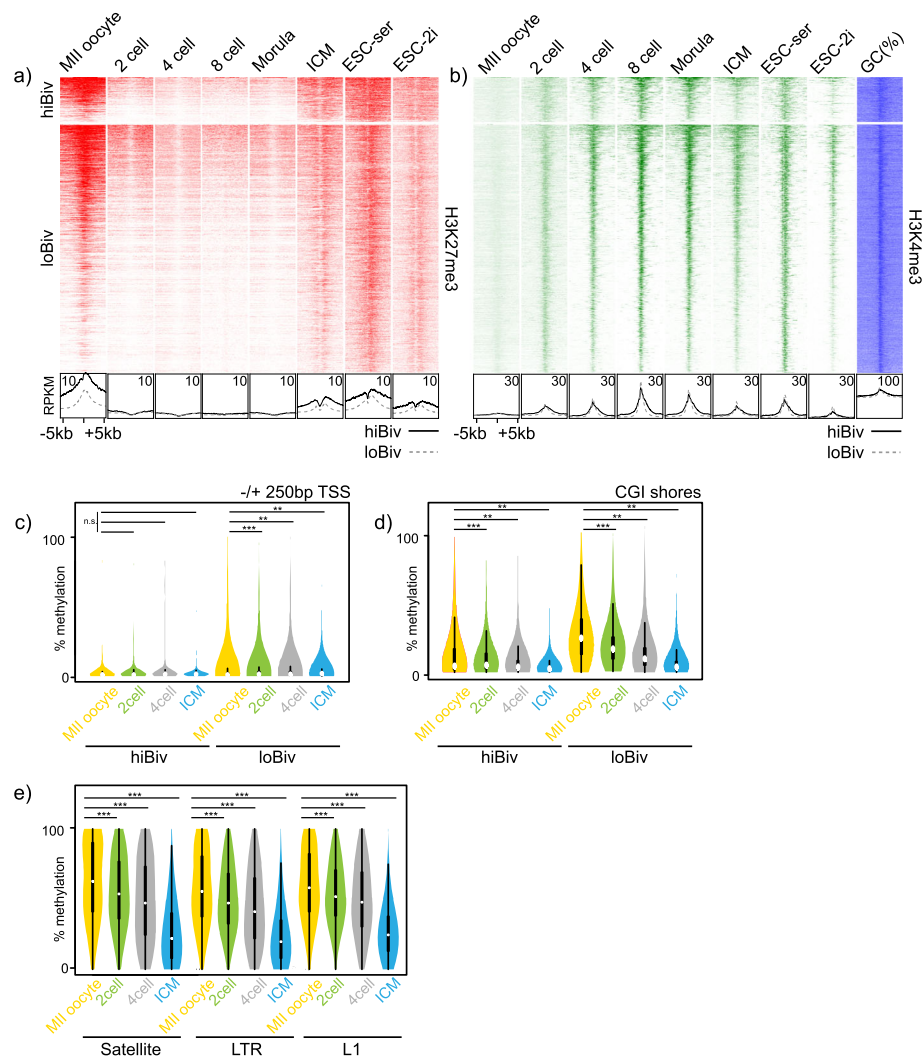 a)
MII oocyte
2 cell
4 cell
8 cell
Morula
ICM
ESC-ser
ESC-2i
hiBiv
loBiv
H3K27me3
RPKM
10
10
10
10
10
10
10
10
-5kb
+5kb
hiBiv
loBiv
b)
MII oocyte
2 cell
4 cell
8 cell
Morula
ICM
ESC-ser
ESC-2i
GC(%)
H3K4me3
30
30
30
30
30
30
30
30
100
-5kb
+5kb
hiBiv
loBiv
c)
-/+ 250bp TSS
n.s.
**
**
***
100
% methylation
0
MII oocyte
2cell
4cell
ICM
MII oocyte
2cell
4cell
ICM
hiBiv
loBiv
d)
CGI shores
**
**
***
**
**
***
100
% methylation
0
MII oocyte
2cell
4cell
ICM
MII oocyte
2cell
4cell
ICM
hiBiv
loBiv
e)
***
***
***
***
***
***
***
***
***
100
% methylation
0
MII oocyte
2cell
4cell
ICM
MII oocyte
2cell
4cell
ICM
MII oocyte
2cell
4cell
ICM
Satellite
LTR
L1